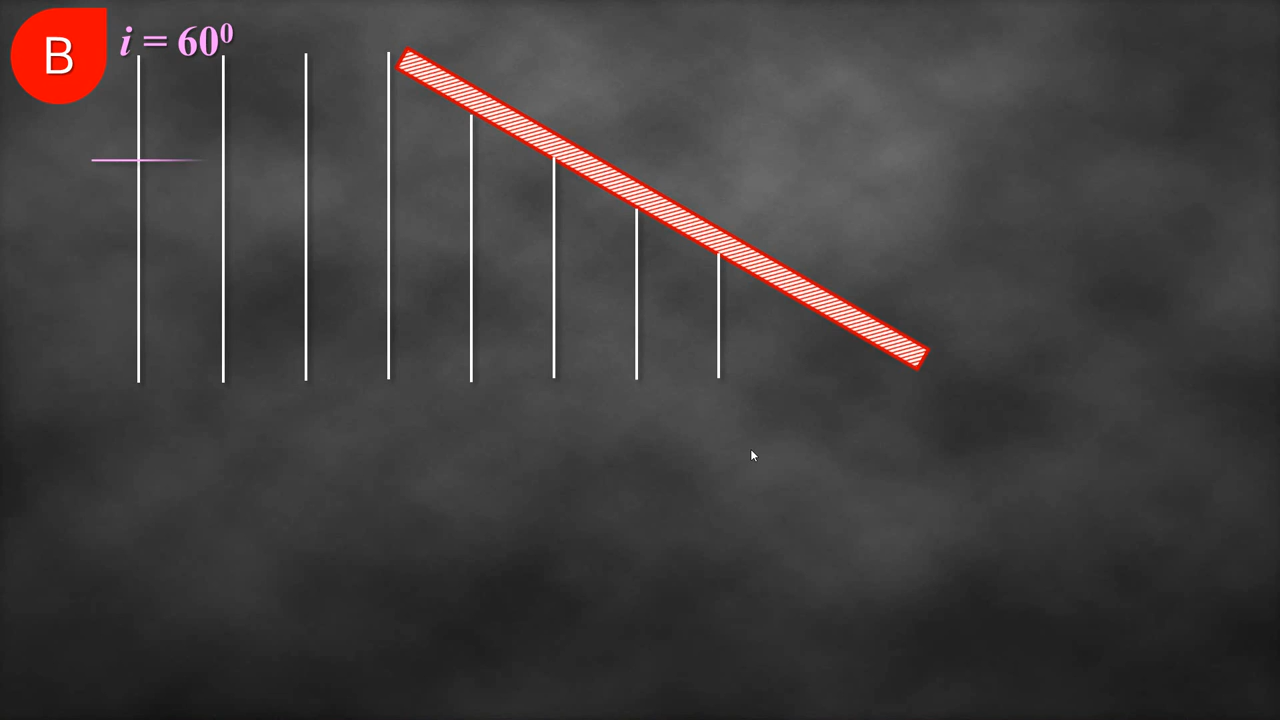 B
i = 60⁰